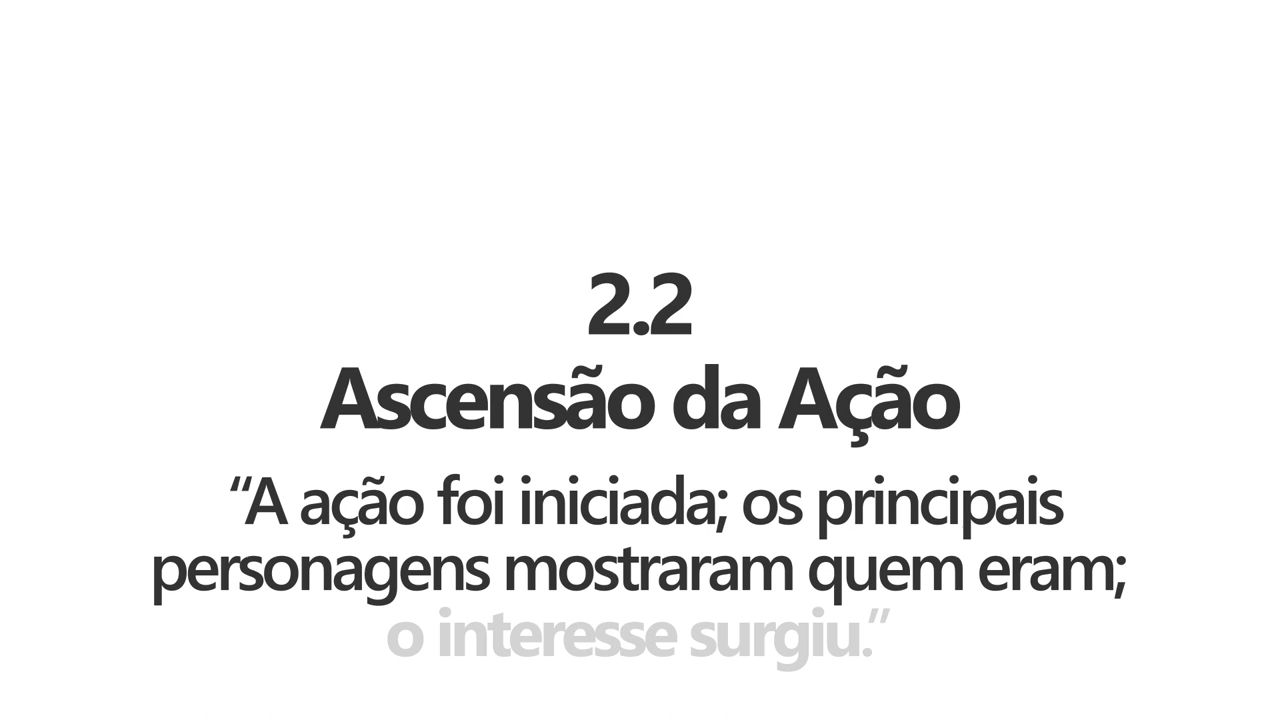 2.2
Ascensão da Ação
“A ação foi iniciada; os principais
personagens mostraram quem eram;
o interesse surgiu.”